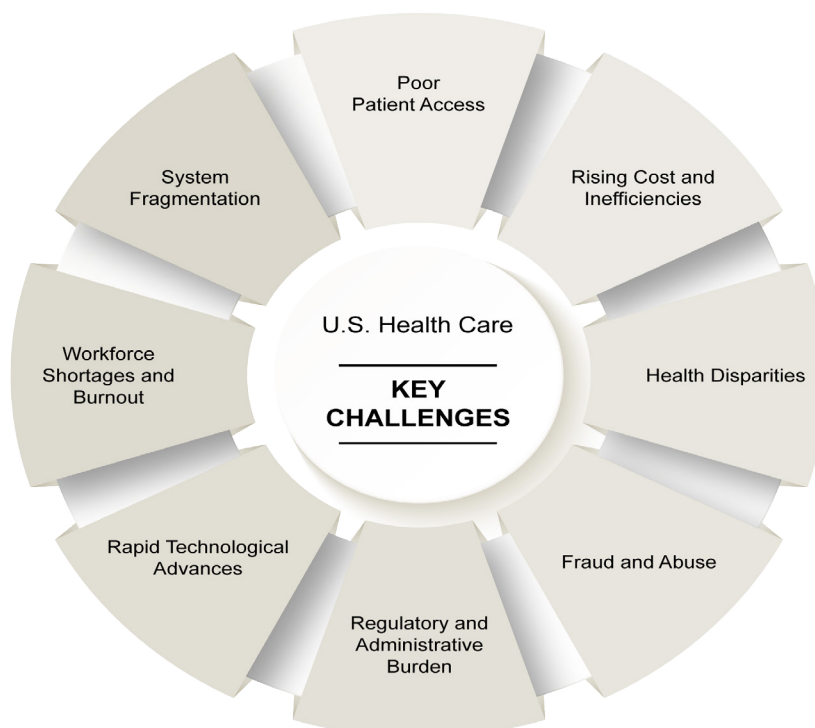 Poor
Patient Access
Rising Cost and
Inefficiencies
Health Disparities
Fraud and Abuse
Regulatory and
Administrative
Burden
Rapid Technological
Advances
Workforce
Shortages and
Burnout
System
Fragmentation
U.S. Health Care
KEY
CHALLENGES